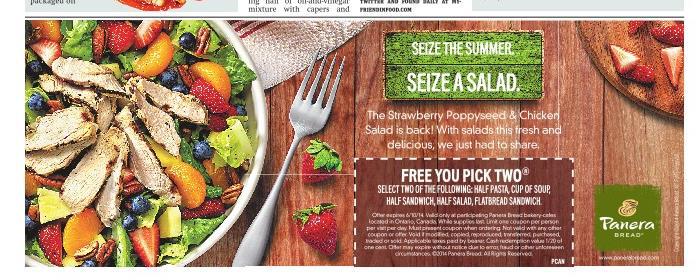 packaged on
ing half of oil-and-vinegar
mixture with capers and
TWITTER AND FOUND DAILY AT MY-
FRIENDINFOOD.COM
SEIZE THE SUMMER.
SEIZE A SALAD.
The Strawberry Poppyseed & Chicken
Salad is back! With salads this fresh and
delicious, we just had to share.
FREE YOU PICK TWO®
SELECT TWO OF THE FOLLOWING: HALF PASTA, CUP OF SOUP,
HALF SANDWICH, HALF SALAD, FLATBREAD SANDWICH.
Offer expires 6/10/14. Valid only at participating Panera Bread bakery-cafes
located in Ontario, Canada. While supplies last. Limit one coupon per person
per visit per day. Must present coupon when ordering. Not valid with any other
coupon or offer. Void if modified, copied, reproduced, transferred, purchased,
traded or sold. Applicable taxes paid by bearer. Cash redemption value 1/20 of
one cent. Offer may expire without notice due to error, fraud or other unforeseen
circumstances. ©2014 Panera Bread. All Rights Reserved.
PCAN
Panera
BREAD®
www.panerabread.com